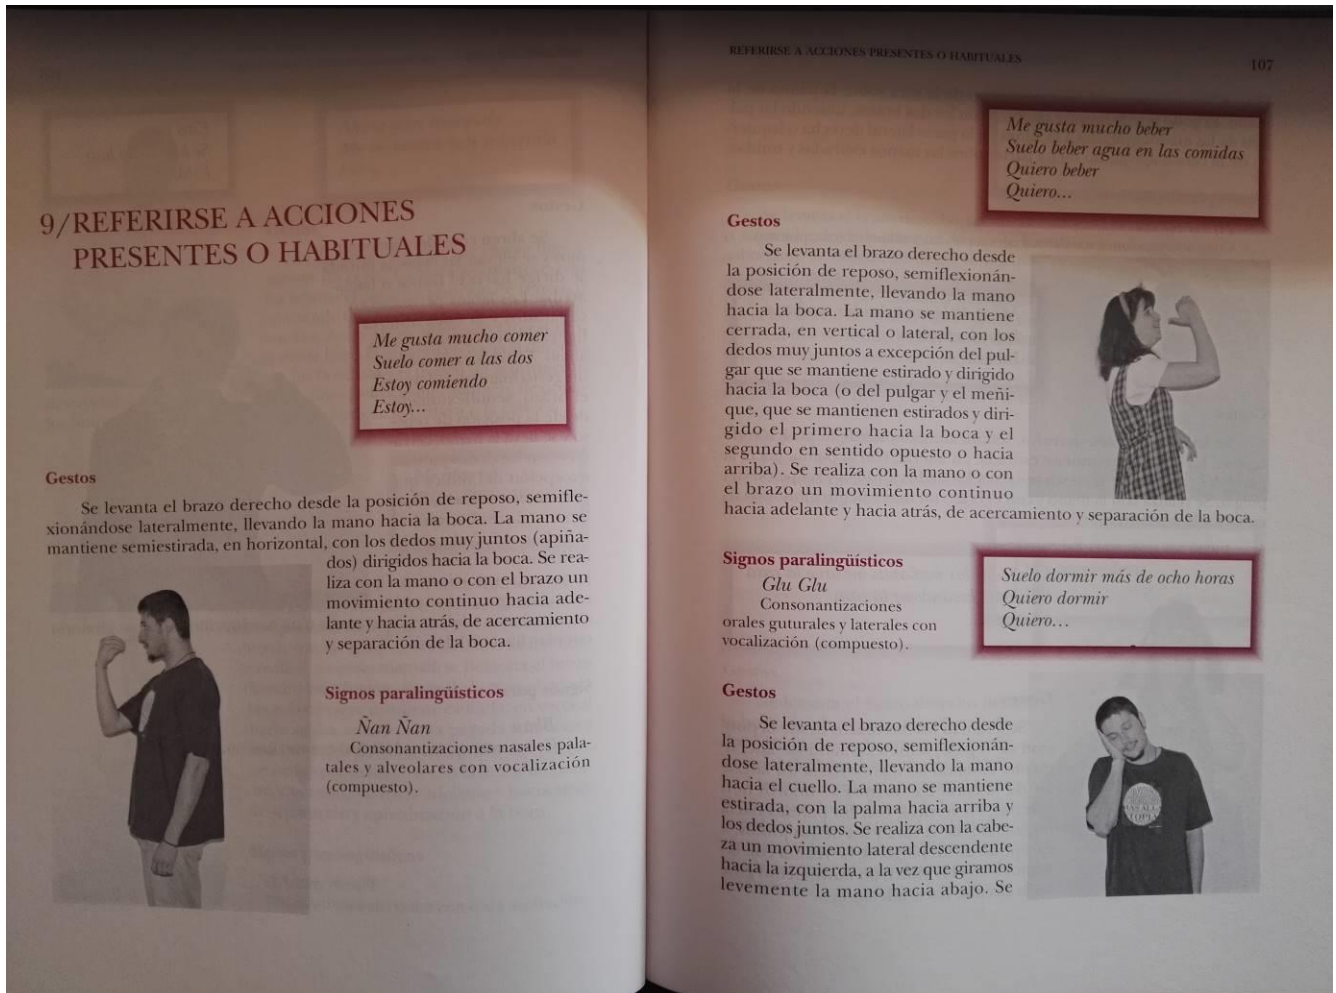 9/REFERIRSE A ACCIONES
PRESENTES O HABITUALES
Me gusta mucho comer
Suelo comer a las dos
Estoy comiendo
Estoy...
Gestos
Se levanta el brazo derecho desde la posición de reposo, semifle-
xionándose lateralmente, llevando la mano hacia la boca. La mano se
mantiene semiestirada, en horizontal, con los dedos muy juntos (apiña-
dos) dirigidos hacia la boca. Se rea-
liza con la mano o con el brazo un
movimiento continuo hacia ade-
lante y hacia atrás, de acercamiento
y separación de la boca.
Signos paralingüísticos
Ñan Ñan
Consonantizaciones nasales pala-
tales y alveolares con vocalización
(compuesto).
REFERIRSE A ACCIONES PRESENTES O HABITUALES
107
Me gusta mucho beber
Suelo beber agua en las comidas
Quiero beber
Quiero...
Gestos
Se levanta el brazo derecho desde
la posición de reposo, semiflexionán-
dose lateralmente, llevando la mano
hacia la boca. La mano se mantiene
cerrada, en vertical o lateral, con los
dedos muy juntos a excepción del pul-
gar que se mantiene estirado y dirigido
hacia la boca (o del pulgar y el meñi-
que, que se mantienen estirados y diri-
gido el primero hacia la boca y el
segundo en sentido opuesto o hacia
arriba). Se realiza con la mano o con
el brazo un movimiento continuo
hacia adelante y hacia atrás, de acercamiento y separación de la boca.
Signos paralingüísticos
Glu Glu
Consonantizaciones
orales guturales y laterales con
vocalización (compuesto).
Suelo dormir más de ocho horas
Quiero dormir
Quiero...
Gestos
Se levanta el brazo derecho desde
la posición de reposo, semiflexionán-
dose lateralmente, llevando la mano
hacia el cuello. La mano se mantiene
estirada, con la palma hacia arriba y
los dedos juntos. Se realiza con la cabe-
za un movimiento lateral descendente
hacia la izquierda, a la vez que giramos
levemente la mano hacia abajo. Se